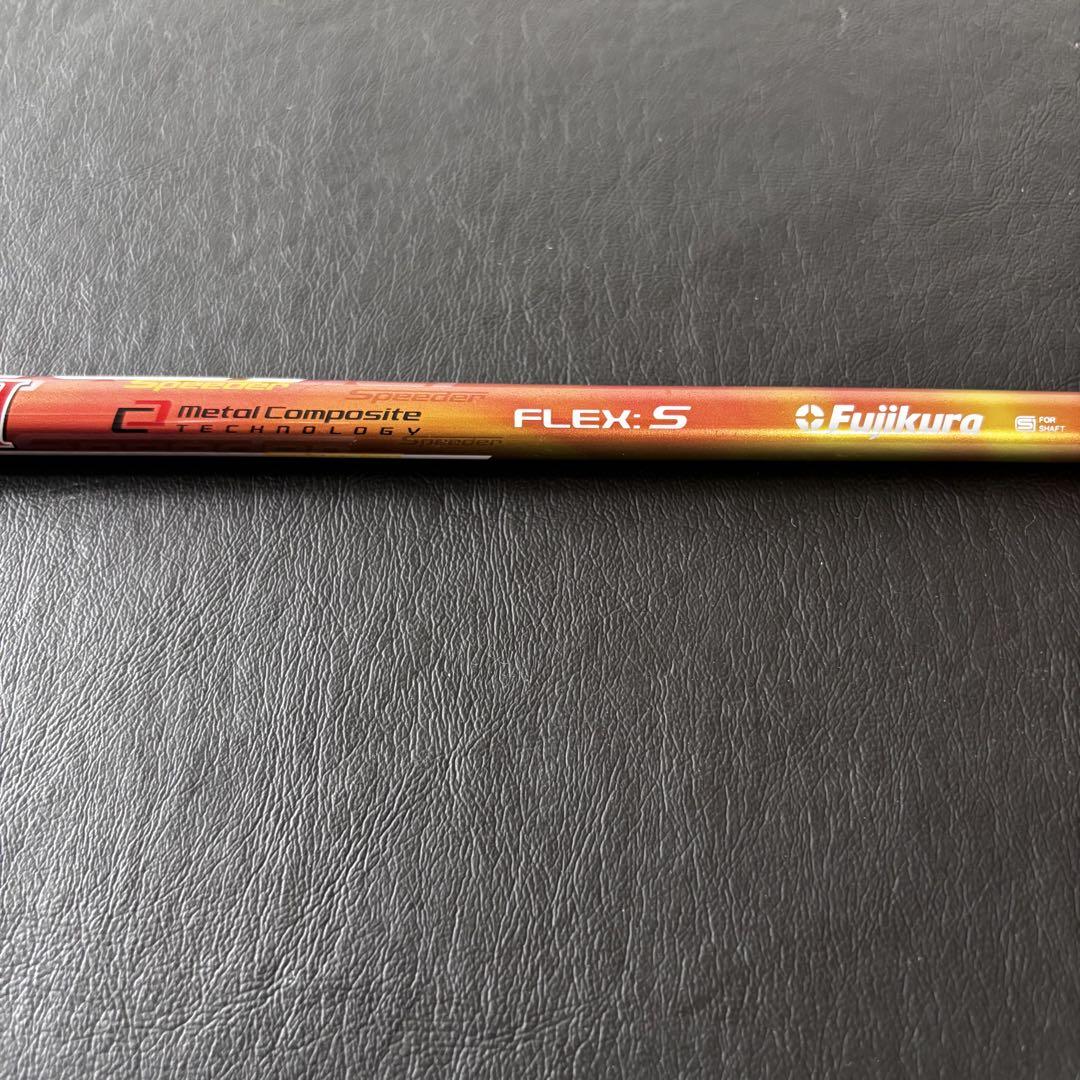 Speeder
Speeder
Metal Composite
TECHNOLOGY
Speeder
FLEX: S
Fujikura
S FOR
SHAFT